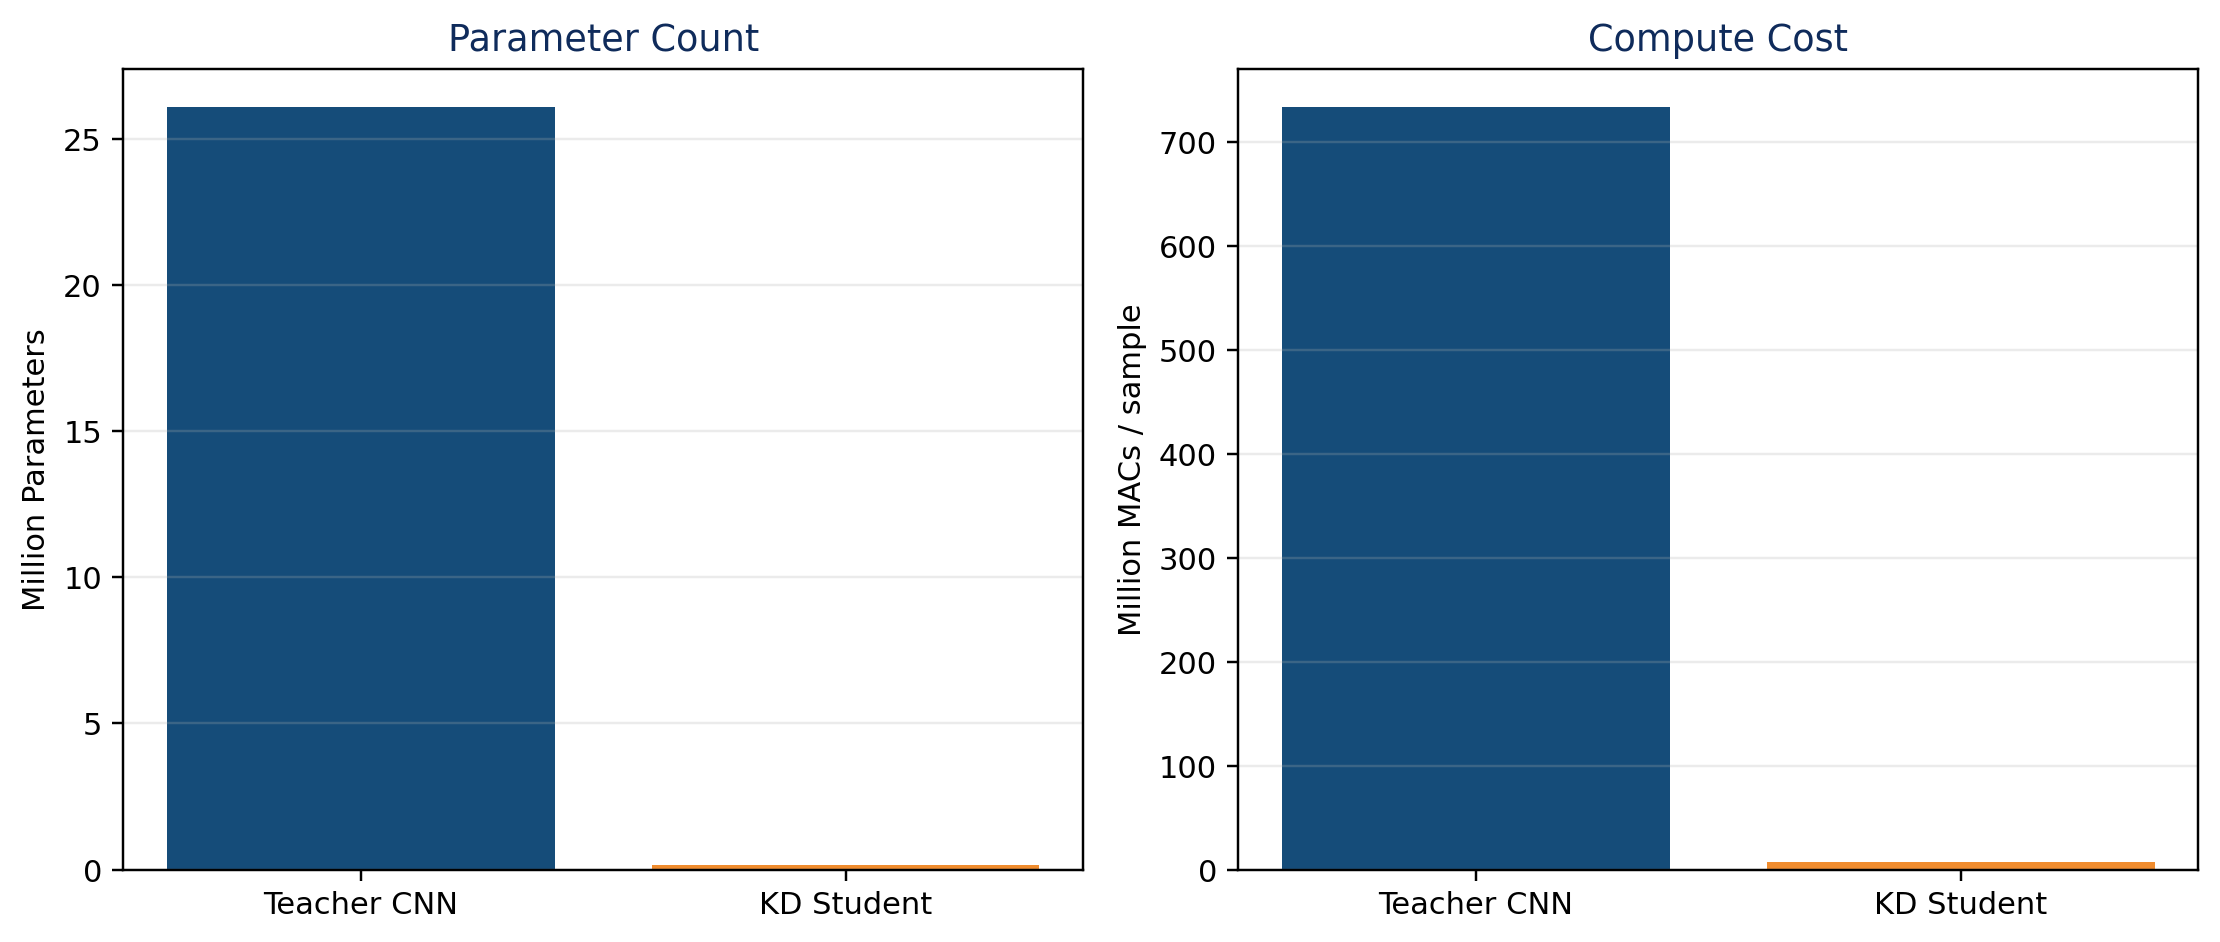 Parameter Count
Million Parameters
25
20
15
10
5
0
Teacher CNN
KD Student
Compute Cost
Million MACs / sample
700
600
500
400
300
200
100
0
Teacher CNN
KD Student